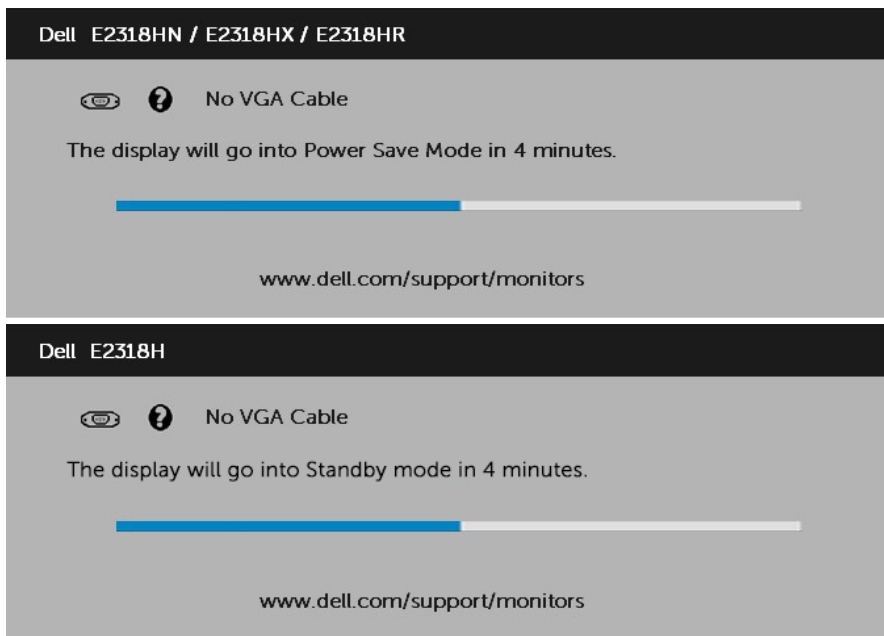 Dell E2318HN / E2318HX / E2318HR
No VGA Cable
The display will go into Power Save Mode in 4 minutes.
www.dell.com/support/monitors
Dell E2318H
No VGA Cable
The display will go into Standby mode in 4 minutes.
www.dell.com/support/monitors